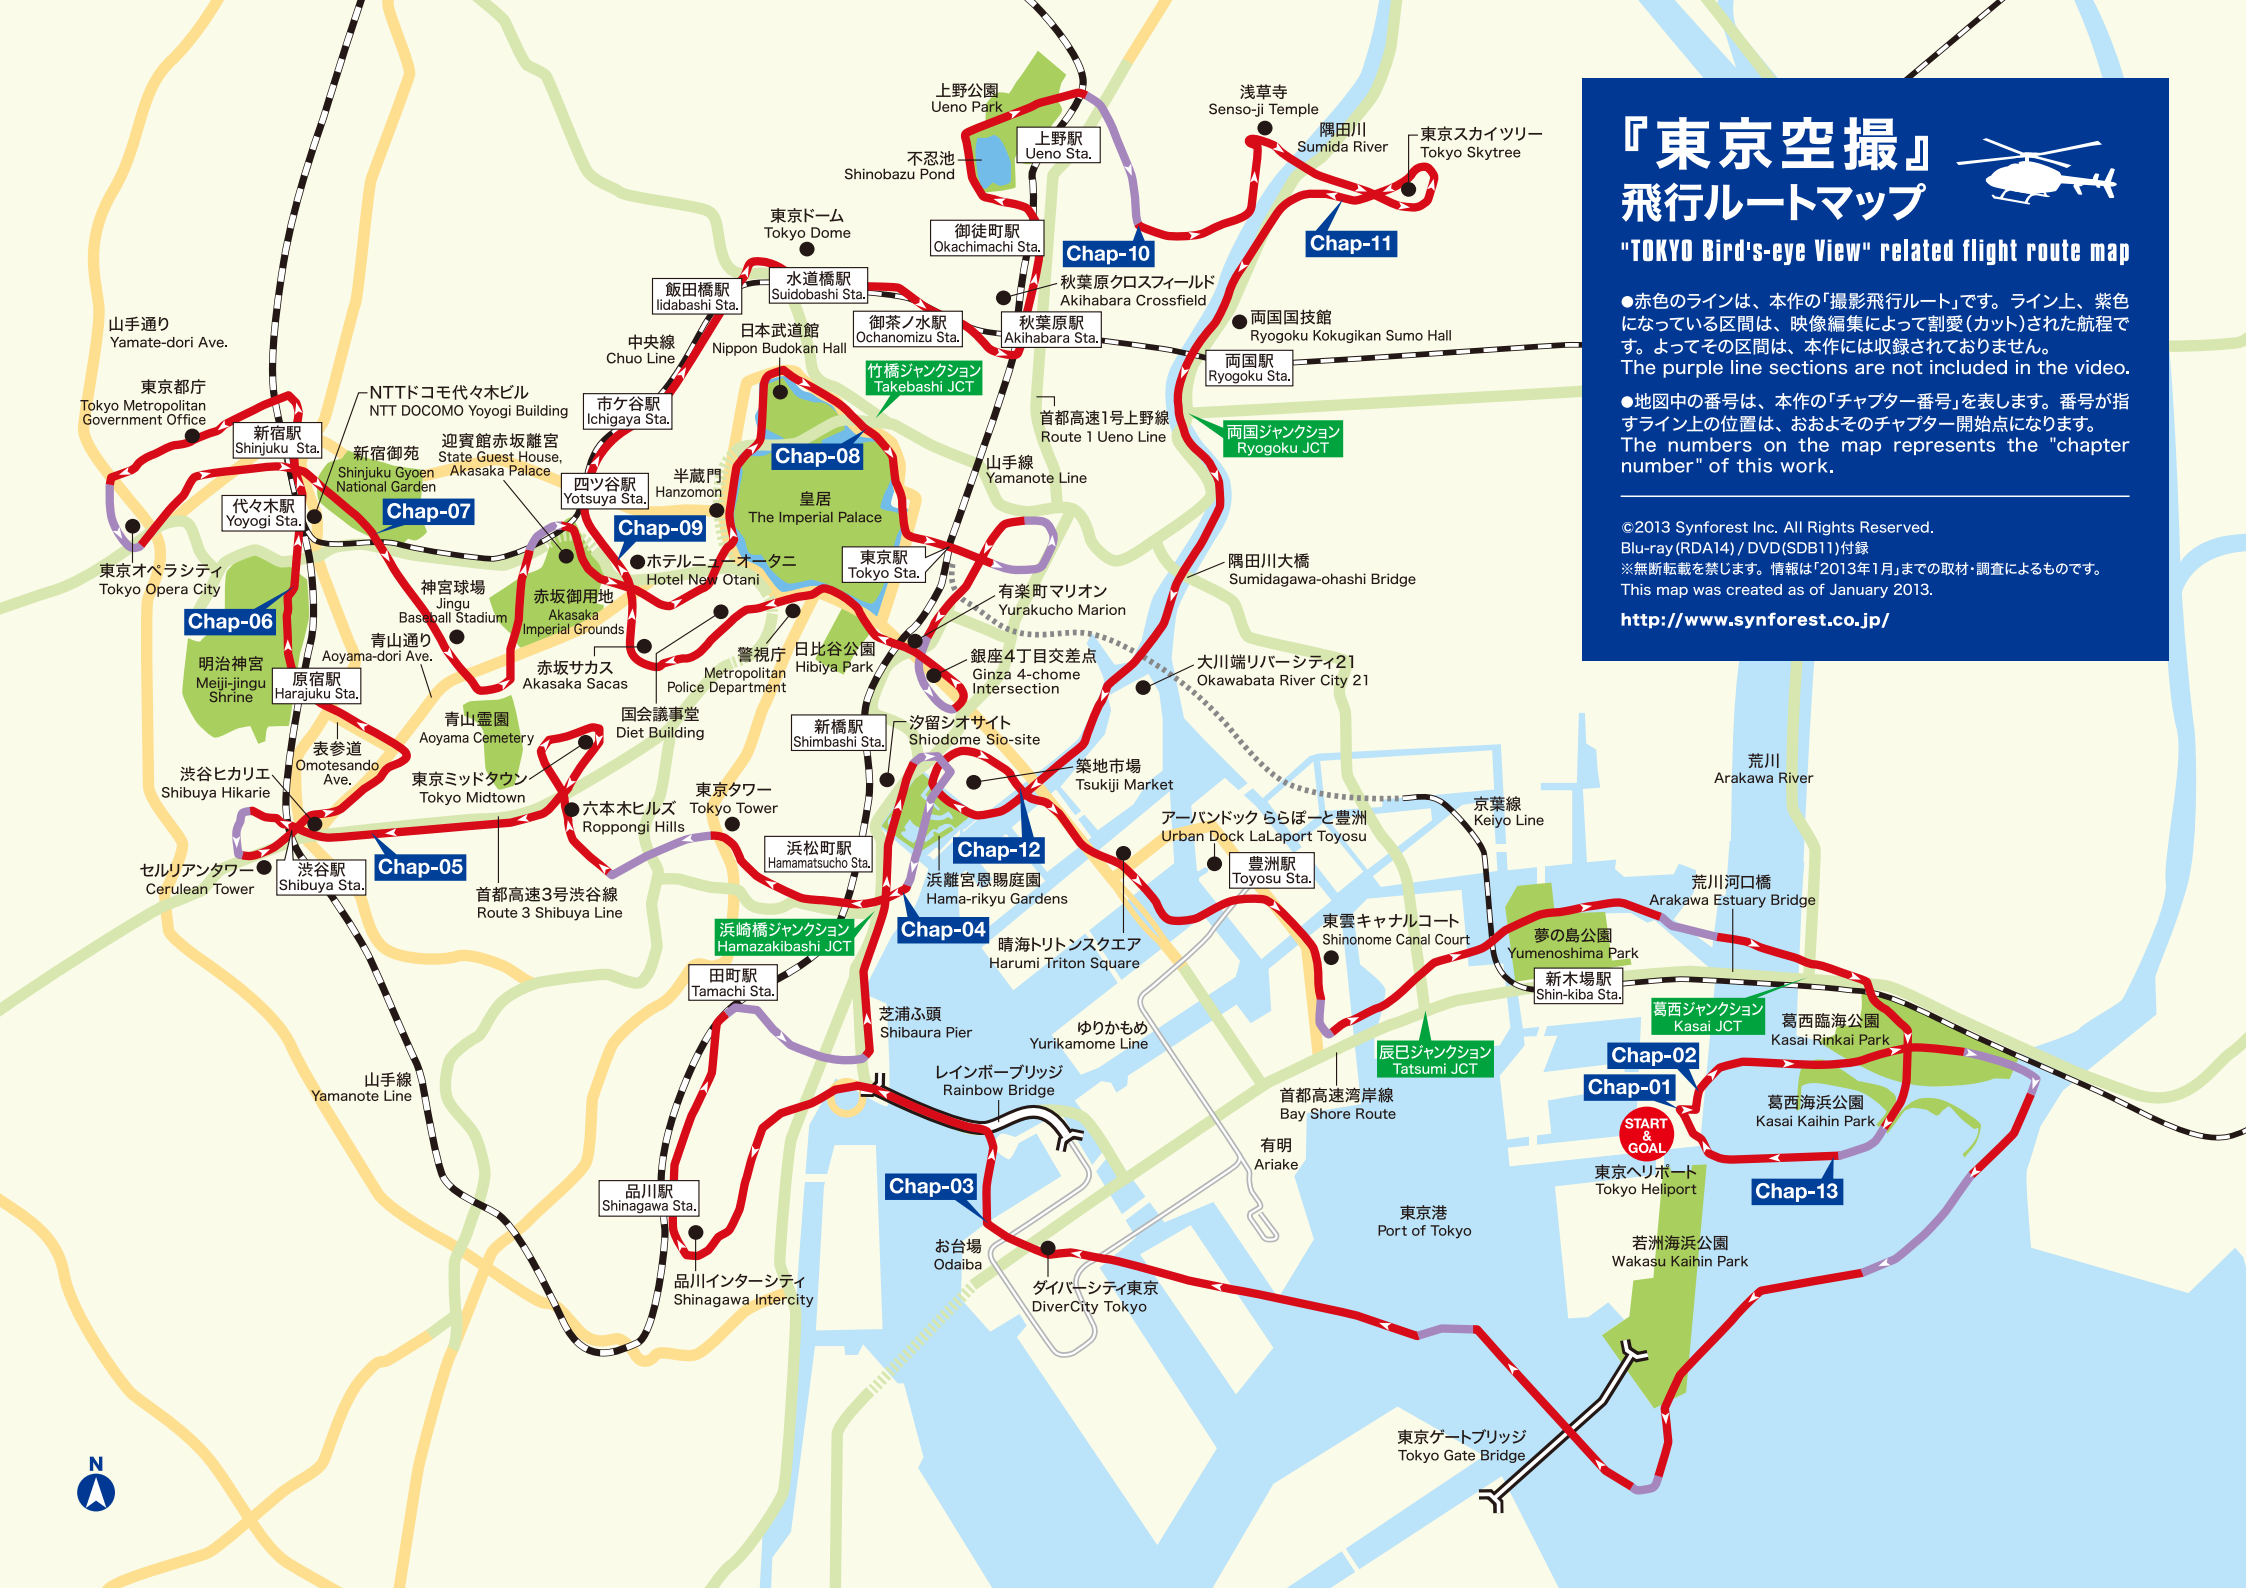 『東京空撮』
飛行ルートマップ
"TOKYO Bird's-eye View" related flight route map
●赤色のラインは、本作の「撮影飛行ルート」です。ライン上、紫色
になっている区間は、映像編集によって割愛（カット）された航程で
す。よってその区間は、本作には収録されておりません。
The purple line sections are not included in the video.
●地図中の番号は、本作の「チャプター番号」を表します。番号が指
すライン上の位置は、おおよそのチャプター開始点になります。
The numbers on the map represents the "chapter
number" of this work.
©2013 Synforest Inc. All Rights Reserved.
Blu-ray(RDA14) / DVD(SDB11)付録
※無断転載を禁じます。情報は「2013年1月」までの取材・調査によるものです。
This map was created as of January 2013.
http://www.synforest.co.jp/
上野公園
Ueno Park
浅草寺
Senso-ji Temple
隅田川
Sumida River
東京スカイツリー
Tokyo Skytree
上野駅
Ueno Sta.
不忍池
Shinobazu Pond
東京ドーム
Tokyo Dome
御徒町駅
Okachimachi Sta.
Chap-10
Chap-11
飯田橋駅
Iidabashi Sta.
水道橋駅
Suidobashi Sta.
秋葉原クロスフィールド
Akihabara Crossfield
御茶ノ水駅
Ochanomizu Sta.
秋葉原駅
Akihabara Sta.
両国国技館
Ryogoku Kokugikan Sumo Hall
両国駅
Ryogoku Sta.
山手通り
Yamate-dori Ave.
中央線
Chuo Line
日本武道館
Nippon Budokan Hall
竹橋ジャンクション
Takebashi JCT
東京都庁
Tokyo Metropolitan
Government Office
NTTドコモ代々木ビル
NTT DOCOMO Yoyogi Building
市ケ谷駅
Ichigaya Sta.
首都高速1号上野線
Route 1 Ueno Line
両国ジャンクション
Ryogoku JCT
新宿駅
Shinjuku Sta.
新宿御苑
Shinjuku Gyoen
National Garden
迎賓館赤坂離宮
State Guest House,
Akasaka Palace
Chap-08
山手線
Yamanote Line
四ツ谷駅
Yotsuya Sta.
半蔵門
Hanzomon
皇居
The Imperial Palace
代々木駅
Yoyogi Sta.
Chap-07
Chap-09
東京オペラシティ
Tokyo Opera City
ホテルニューオータニ
Hotel New Otani
東京駅
Tokyo Sta.
隅田川大橋
Sumidagawa-ohashi Bridge
神宮球場
Jingu
Baseball Stadium
赤坂御用地
Akasaka
Imperial Grounds
有楽町マリオン
Yurakucho Marion
Chap-06
青山通り
Aoyama-dori Ave.
明治神宮
Meiji-jingu
Shrine
原宿駅
Harajuku Sta.
赤坂サカス
Akasaka Sacas
警視庁
Metropolitan
Police Department
日比谷公園
Hibiya Park
銀座4丁目交差点
Ginza 4-chome
Intersection
大川端リバーシティ21
Okawabata River City 21
青山霊園
Aoyama Cemetery
国会議事堂
Diet Building
新橋駅
Shimbashi Sta.
汐留シオサイト
Shiodome Sio-site
表参道
Omotesando
Ave.
渋谷ヒカリエ
Shibuya Hikarie
東京ミッドタウン
Tokyo Midtown
六本木ヒルズ
Roppongi Hills
東京タワー
Tokyo Tower
築地市場
Tsukiji Market
荒川
Arakawa River
京葉線
Keiyo Line
アーバンドック ららぽーと豊洲
Urban Dock LaLaport Toyosu
セルリアンタワー
Cerulean Tower
渋谷駅
Shibuya Sta.
Chap-05
浜松町駅
Hamamatsucho Sta.
Chap-12
豊洲駅
Toyosu Sta.
首都高速3号渋谷線
Route 3 Shibuya Line
浜離宮恩賜庭園
Hama-rikyu Gardens
荒川河口橋
Arakawa Estuary Bridge
浜崎橋ジャンクション
Hamazakibashi JCT
Chap-04
晴海トリトンスクエア
Harumi Triton Square
東雲キャナルコート
Shinonome Canal Court
夢の島公園
Yumenoshima Park
田町駅
Tamachi Sta.
新木場駅
Shin-kiba Sta.
葛西ジャンクション
Kasai JCT
芝浦ふ頭
Shibaura Pier
ゆりかもめ
Yurikamome Line
葛西臨海公園
Kasai Rinkai Park
辰巳ジャンクション
Tatsumi JCT
Chap-02
Chap-01
山手線
Yamanote Line
レインボーブリッジ
Rainbow Bridge
首都高速湾岸線
Bay Shore Route
葛西海浜公園
Kasai Kaihin Park
START
&
GOAL
有明
Ariake
東京ヘリポート
Tokyo Heliport
Chap-13
品川駅
Shinagawa Sta.
Chap-03
東京港
Port of Tokyo
お台場
Odaiba
若洲海浜公園
Wakasu Kaihin Park
品川インターシティ
Shinagawa Intercity
ダイバーシティ東京
DiverCity Tokyo
東京ゲートブリッジ
Tokyo Gate Bridge
N